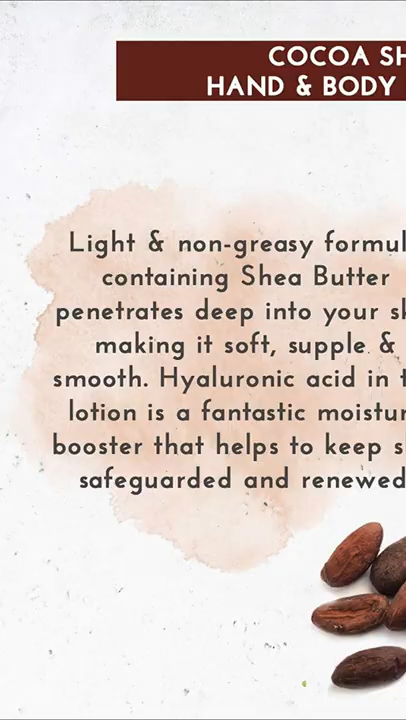 COCOA SH
HAND & BODY
Light & non-greasy formul
containing Shea Butter
penetrates deep into your sk
making it soft, supple &
smooth. Hyaluronic acid in t
lotion is a fantastic moistur
booster that helps to keep s
safeguarded and renewed